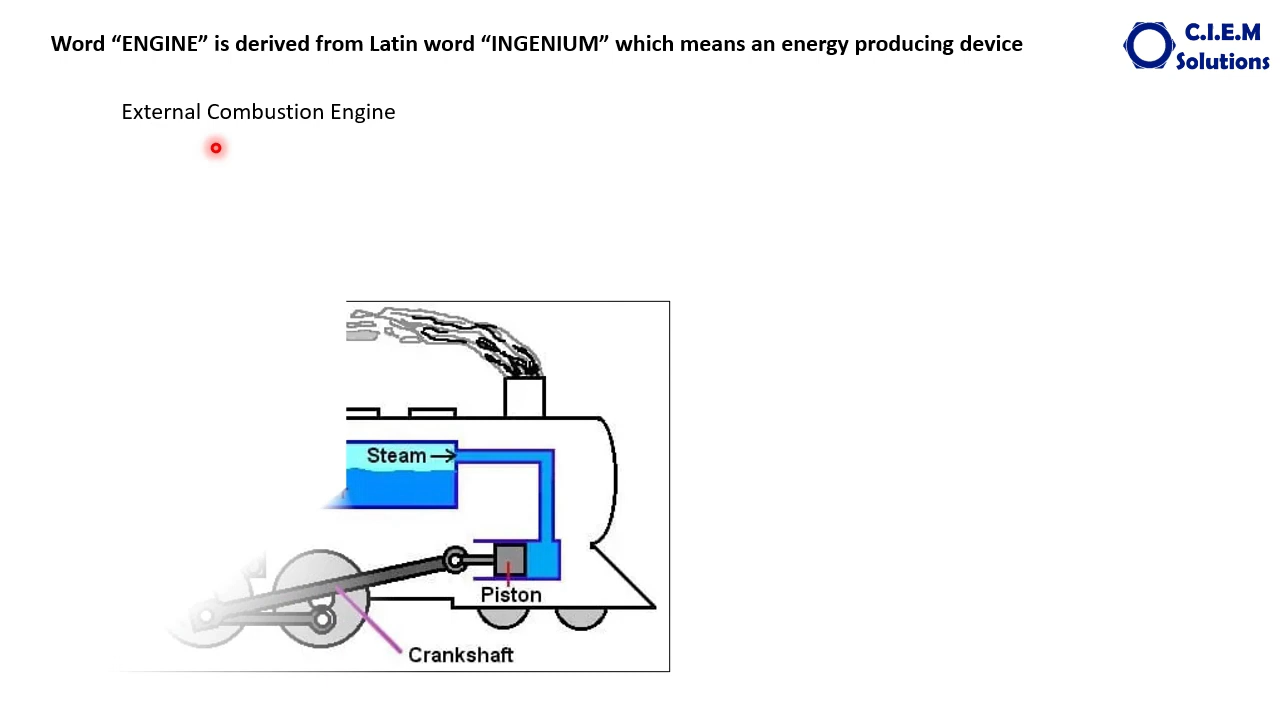 Word “ENGINE” is derived from Latin word “INGENIUM” which means an energy producing device
C.I.E.M
Solutions
External Combustion Engine
Steam
Piston
Crankshaft